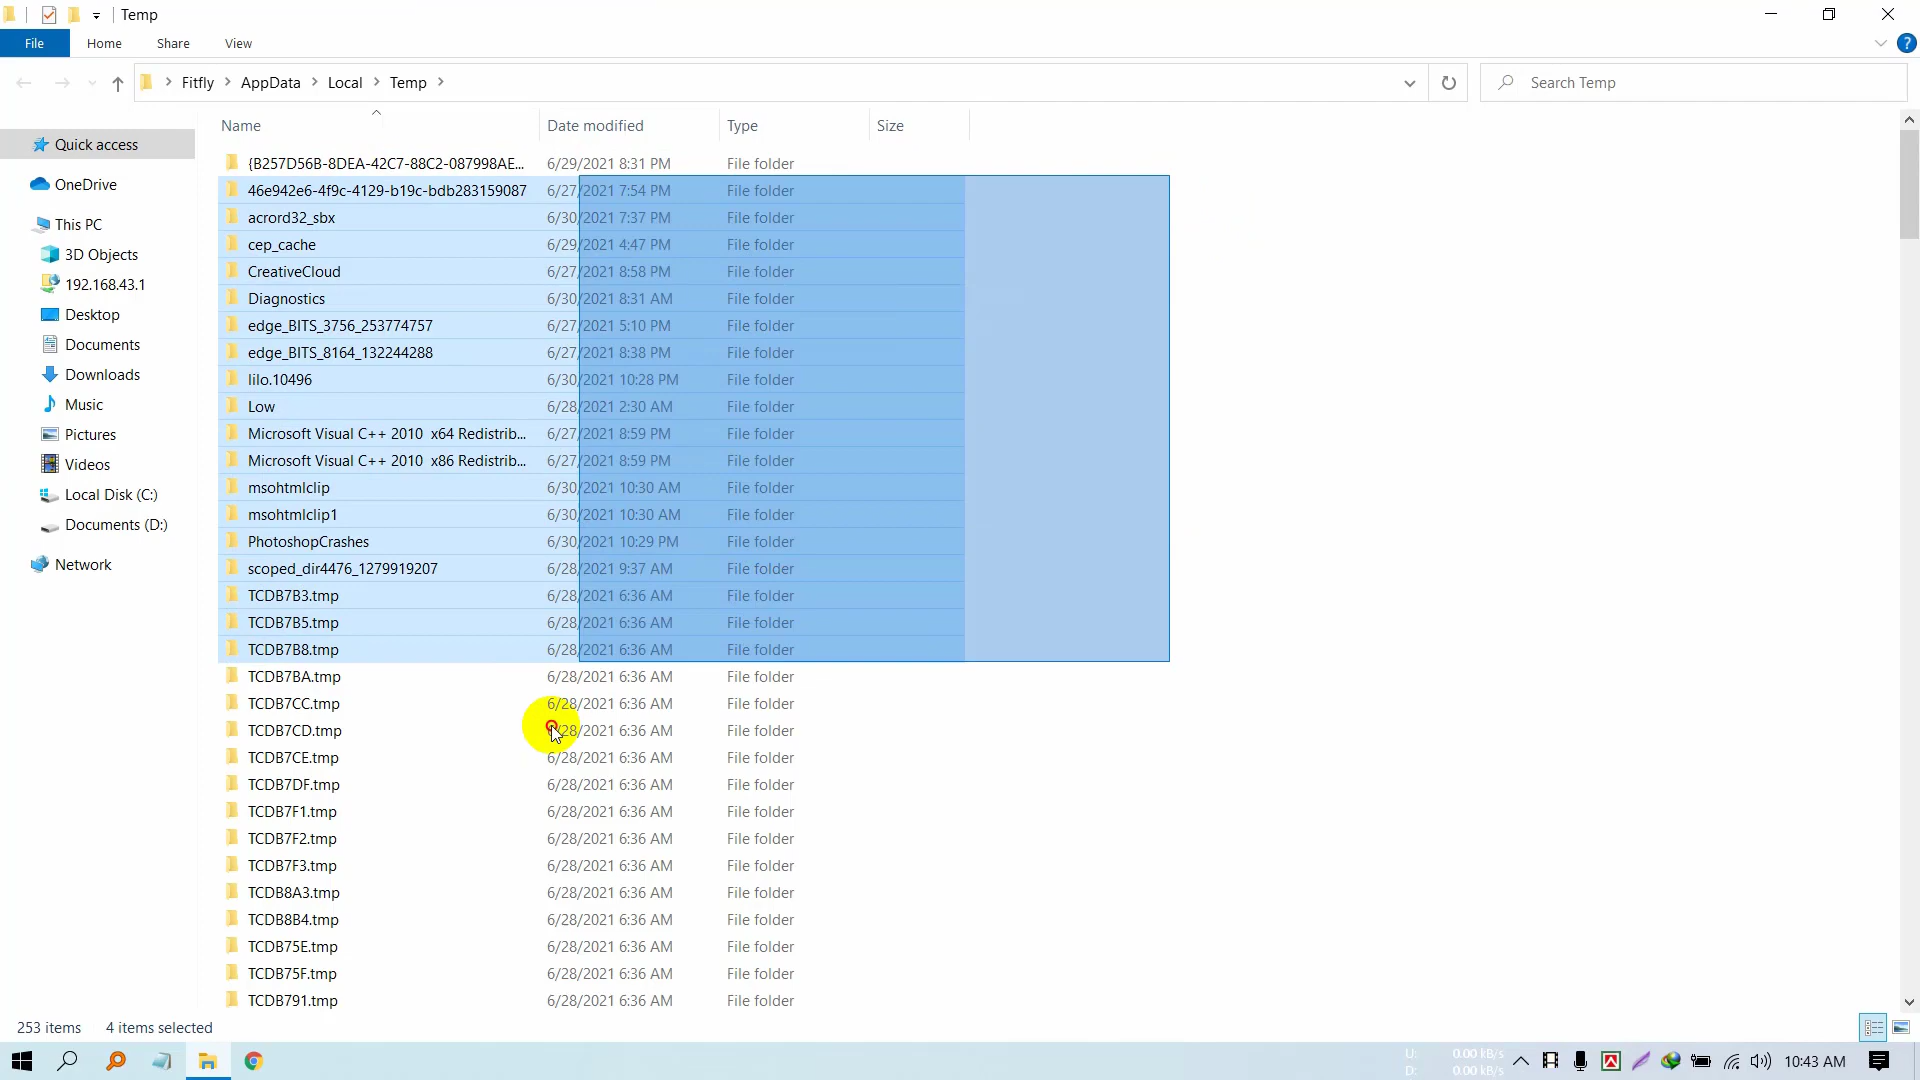 Temp
File Home Share View
Fitfly AppData Local Temp Search Temp
Name Date modified Type Size
Quick access
OneDrive
This PC
3D Objects
192.168.43.1
Desktop
Documents
Downloads
Music
Pictures
Videos
Local Disk (C:)
Documents (D:)
Network
{B257D56B-8DEA-42C7-88C2-087998AE... 6/29/2021 8:31 PM File folder
46e942e6-4f9c-4129-b19c-bdb283159087 6/27/2021 7:54 PM File folder
acrord32_sbx 6/30/2021 7:37 PM File folder
cep_cache 6/29/2021 4:47 PM File folder
CreativeCloud 6/27/2021 8:58 PM File folder
Diagnostics 6/30/2021 8:31 AM File folder
edge_BITS_3756_253774757 6/27/2021 5:10 PM File folder
edge_BITS_8164_132244288 6/27/2021 8:38 PM File folder
lilo.10496 6/30/2021 10:28 PM File folder
Low 6/28/2021 2:30 AM File folder
Microsoft Visual C++ 2010 x64 Redistrib... 6/27/2021 8:59 PM File folder
Microsoft Visual C++ 2010 x86 Redistrib... 6/27/2021 8:59 PM File folder
msohtmlclip 6/30/2021 10:30 AM File folder
msohtmlclip1 6/30/2021 10:30 AM File folder
PhotoshopCrashes 6/30/2021 10:29 PM File folder
scoped_dir4476_1279919207 6/28/2021 9:37 AM File folder
TCDB7B3.tmp 6/28/2021 6:36 AM File folder
TCDB7B5.tmp 6/28/2021 6:36 AM File folder
TCDB7B8.tmp 6/28/2021 6:36 AM File folder
TCDB7BA.tmp 6/28/2021 6:36 AM File folder
TCDB7CC.tmp 6/28/2021 6:36 AM File folder
TCDB7CD.tmp 6/28/2021 6:36 AM File folder
TCDB7CE.tmp 6/28/2021 6:36 AM File folder
TCDB7DF.tmp 6/28/2021 6:36 AM File folder
TCDB7F1.tmp 6/28/2021 6:36 AM File folder
TCDB7F2.tmp 6/28/2021 6:36 AM File folder
TCDB7F3.tmp 6/28/2021 6:36 AM File folder
TCDB8A3.tmp 6/28/2021 6:36 AM File folder
TCDB8B4.tmp 6/28/2021 6:36 AM File folder
TCDB75E.tmp 6/28/2021 6:36 AM File folder
TCDB75F.tmp 6/28/2021 6:36 AM File folder
TCDB791.tmp 6/28/2021 6:36 AM File folder
253 items 4 items selected
U: 0.00 kB/s
D: 0.00 kB/s
10:43 AM